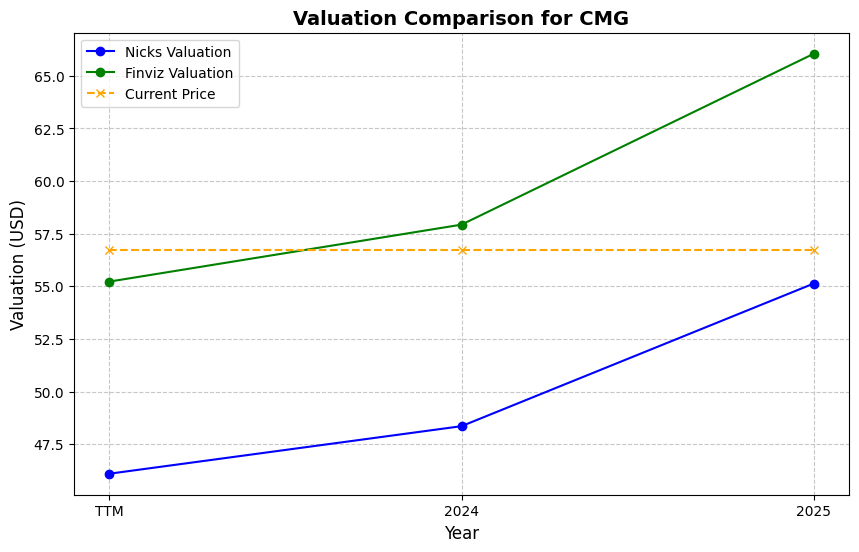 Valuation Comparison for CMG
Nicks Valuation
Finviz Valuation
Current Price
Valuation (USD)
65.0
62.5
60.0
57.5
55.0
52.5
50.0
47.5
TTM
2024
2025
Year